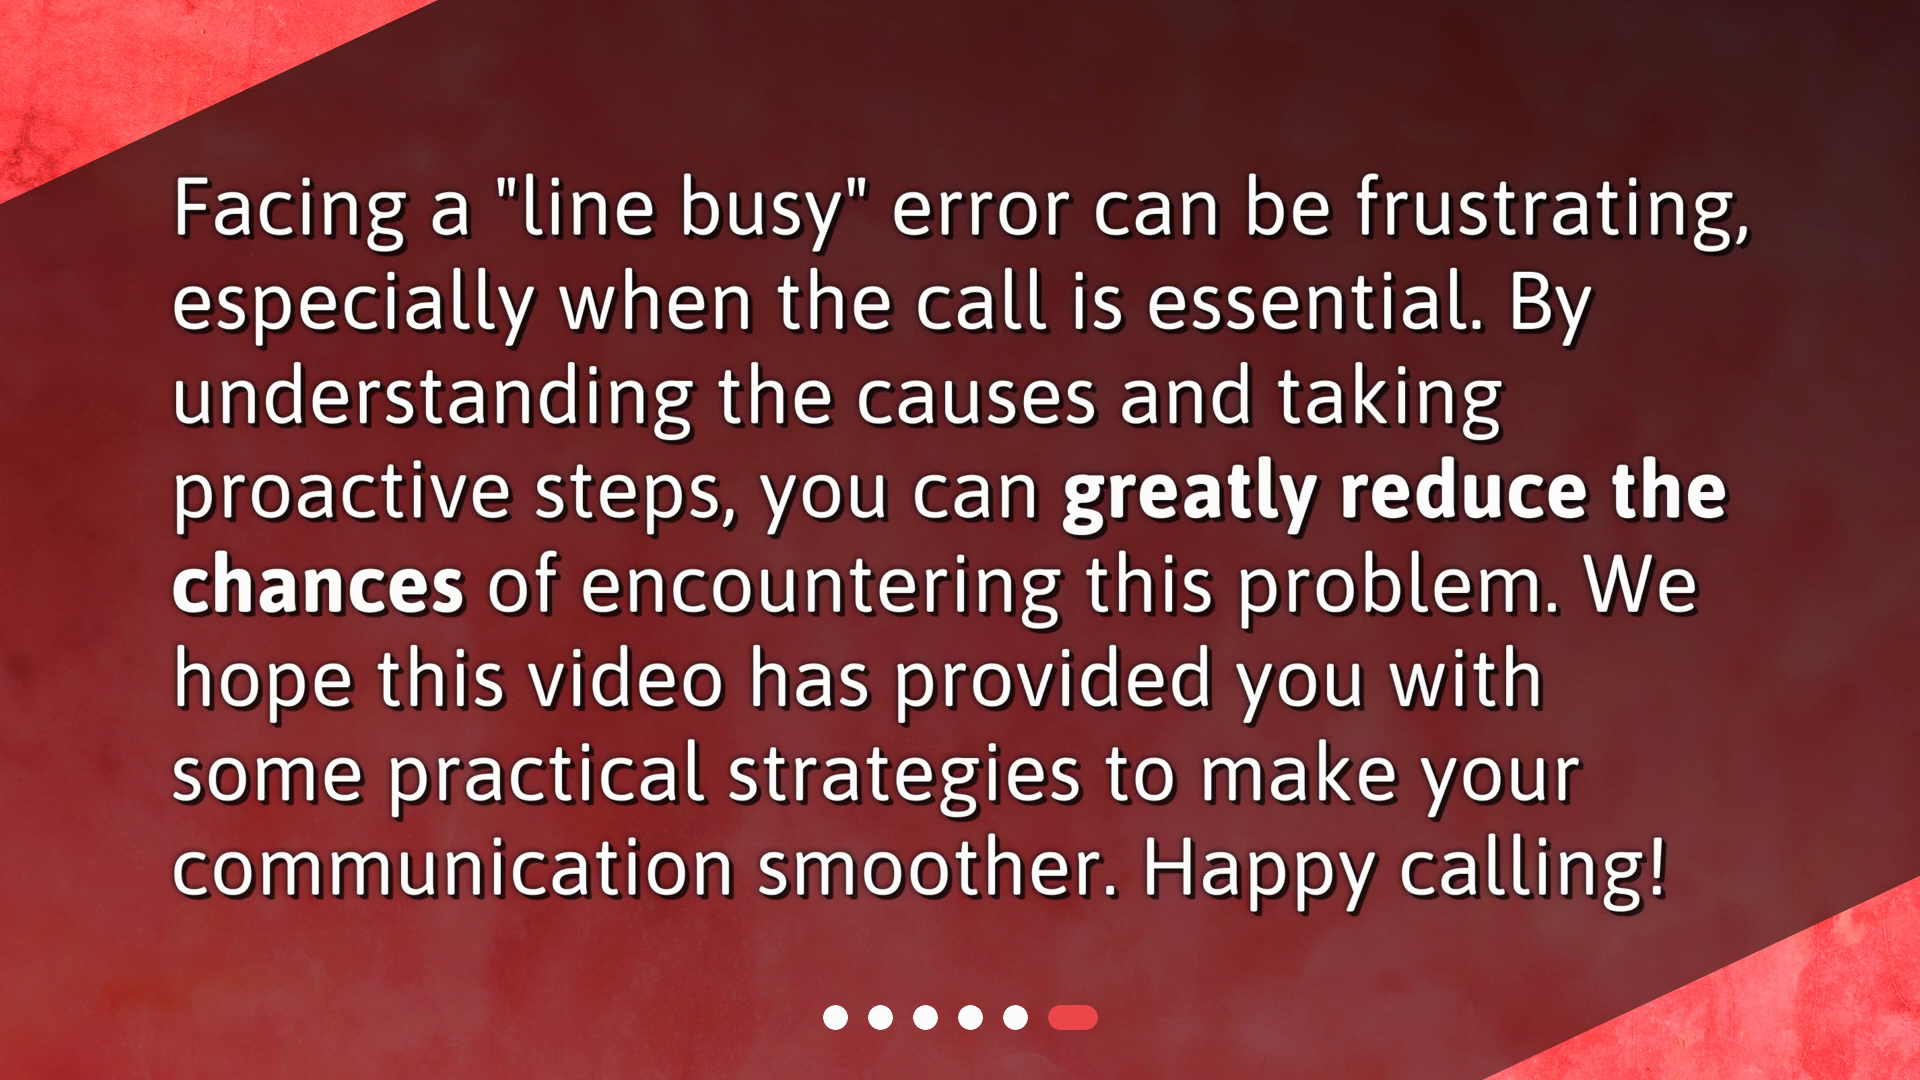 Facing a "line busy" error can be frustrating,
especially when the call is essential. By
understanding the causes and taking
proactive steps, you can greatly reduce the
chances of encountering this problem. We
hope this video has provided you with
some practical strategies to make your
communication smoother. Happy calling!